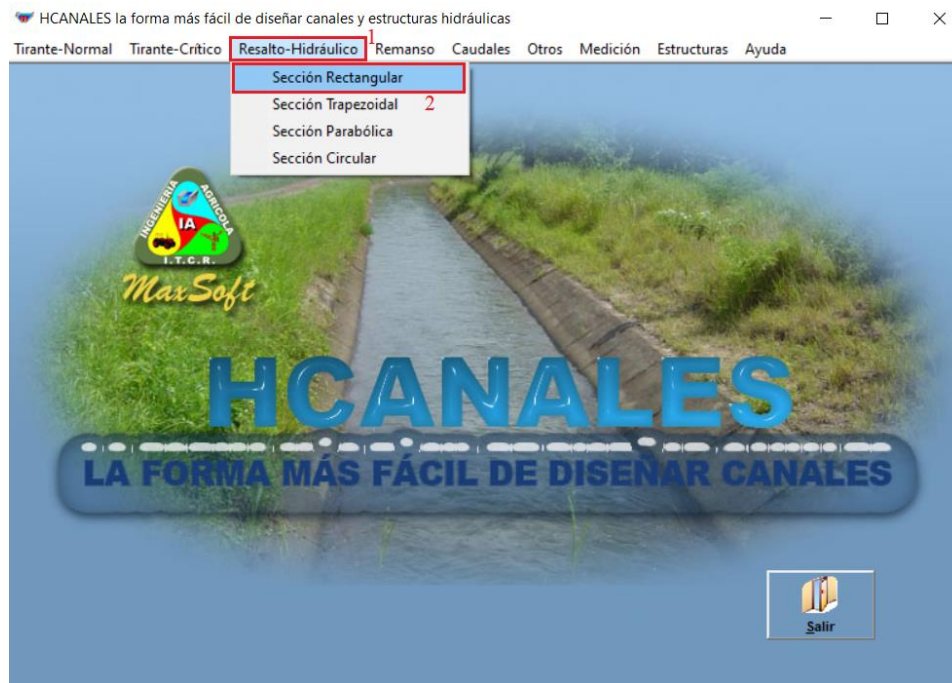 HCANALES la forma más fácil de diseñar canales y estructuras hidráulicas
Tirante-Normal Tirante-Crítico Resalto-Hidráulico 1 Remanso Caudales Otros Medición Estructuras Ayuda
Sección Rectangular
Sección Trapezoidal 2
Sección Parabólica
Sección Circular
INGENIERIA AGRICOLA
IA
I.T.C.R.
MaxSoft
HCANALES
LA FORMA MÁS FÁCIL DE DISEÑAR CANALES
Salir